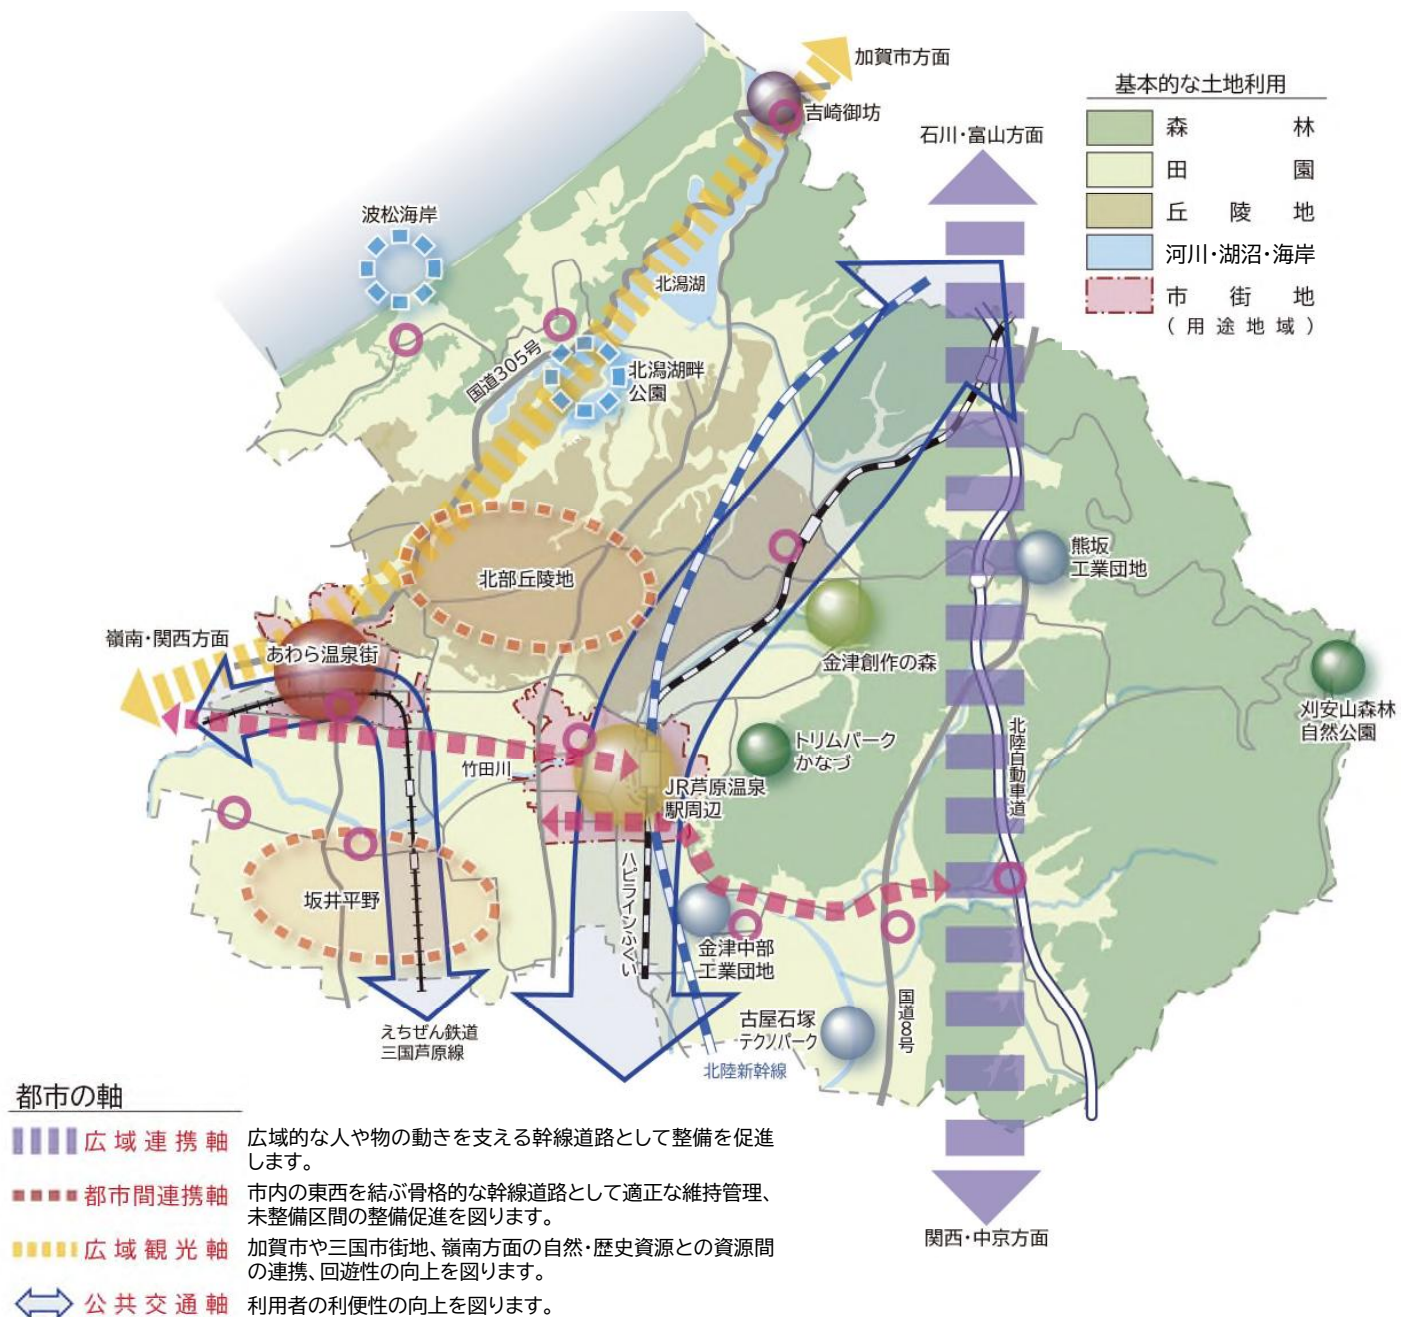 加賀市方面
吉崎御坊
石川・富山方面
基本的な土地利用
森林
田園
丘陵地
河川・湖沼・海岸
市街地
(用途地域)
波松海岸
北潟湖
国道305号
北潟湖畔
公園
北部丘陵地
熊坂
工業団地
嶺南・関西方面
あわら温泉街
金津創作の森
刈安山森林
自然公園
北陸自動車道
トリムパーク
かなづ
竹田川
JR芦原温泉
駅周辺
ハピラインふくい
坂井平野
金津中部
工業団地
国道8号
古屋石塚
テクノパーク
えちぜん鉄道
三国芦原線
北陸新幹線
関西・中京方面
都市の軸
広域連携軸
広域的な人や物の動きを支える幹線道路として整備を促進
します。
都市間連携軸
市内の東西を結ぶ骨格的な幹線道路として適正な維持管理、
未整備区間の整備促進を図ります。
広域観光軸
加賀市や三国市街地、嶺南方面の自然・歴史資源との資源間
の連携、回遊性の向上を図ります。
公共交通軸
利用者の利便性の向上を図ります。